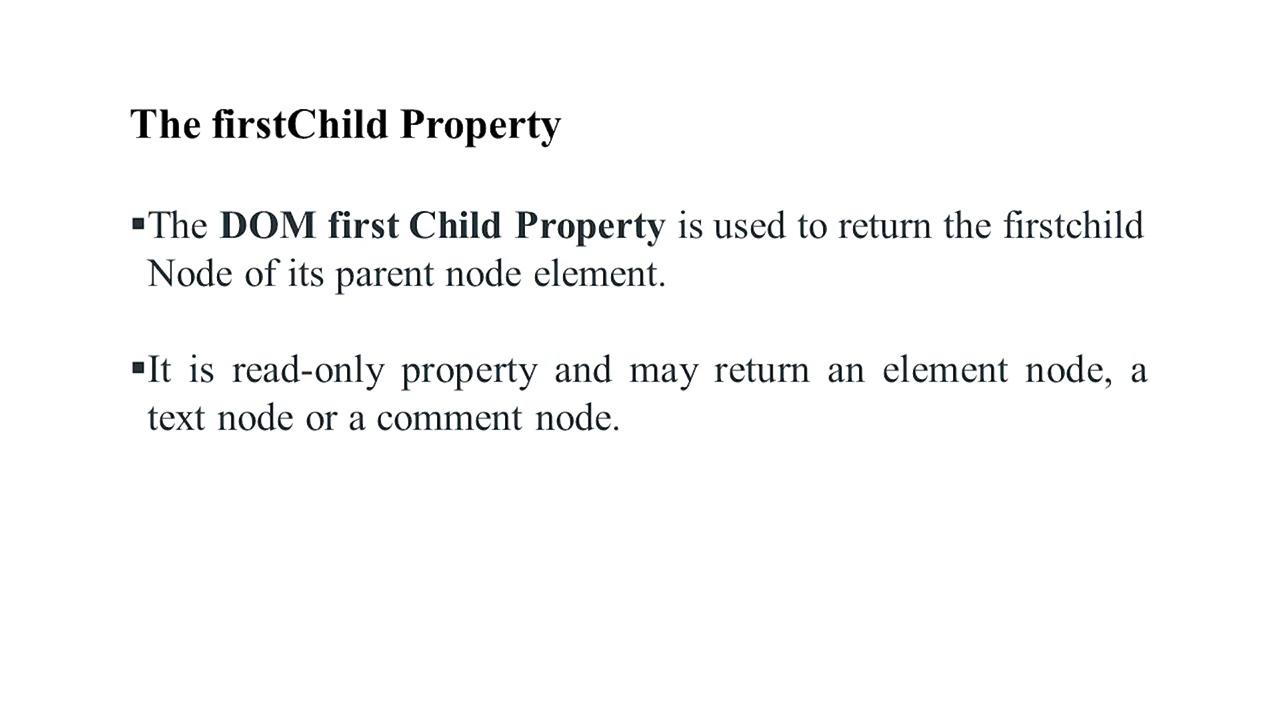 The firstChild Property
▪The DOM first Child Property is used to return the firstchild
Node of its parent node element.
▪It is read-only property and may return an element node, a
text node or a comment node.